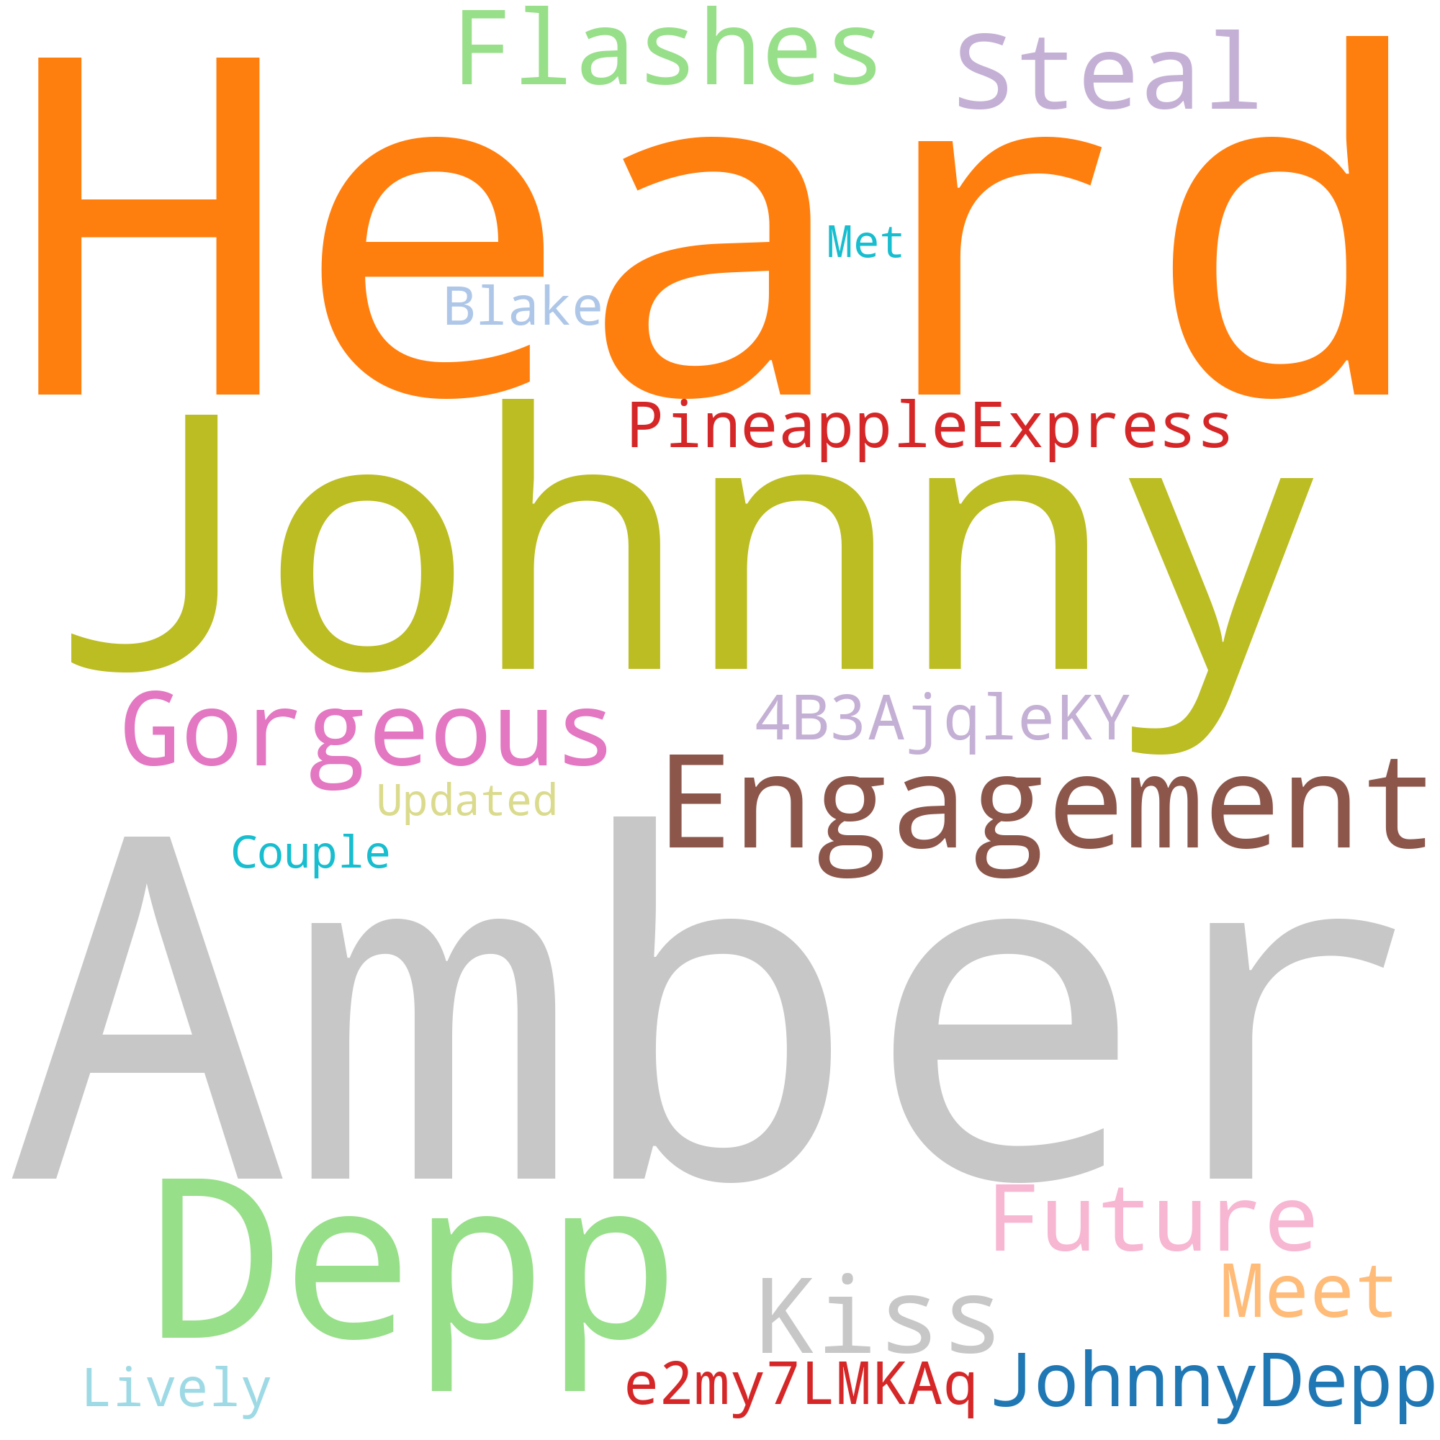 Flashes
Steal
Heard
Met
Blake
PineappleExpress
Johnny
Gorgeous
4B3AjqleKY
Engagement
Updated
Couple
Amber
Depp
Future
Meet
Kiss
Lively
e2my7LMKAq
JohnnyDepp